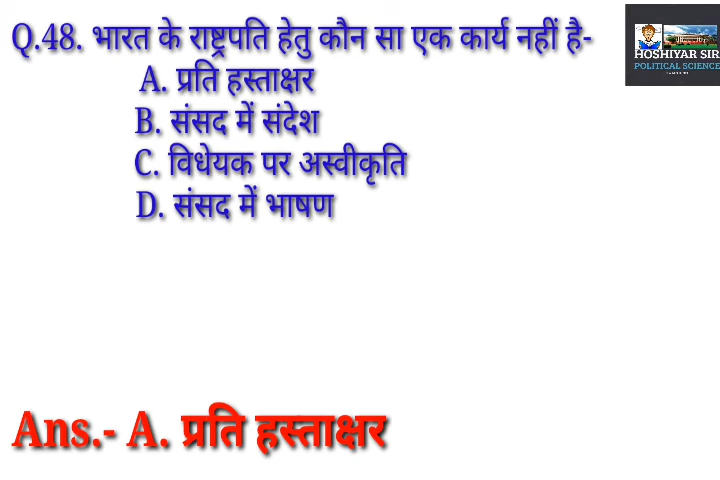 Q.48. भारत के राष्ट्रपति हेतु कौन सा एक कार्य नहीं है-
A. प्रति हस्ताक्षर
B. संसद में संदेश
C. विधेयक पर अस्वीकृति
D. संसद में भाषण
HOSHIYAR SIR
POLITICAL SCIENCE
Ans.- A. प्रति हस्ताक्षर